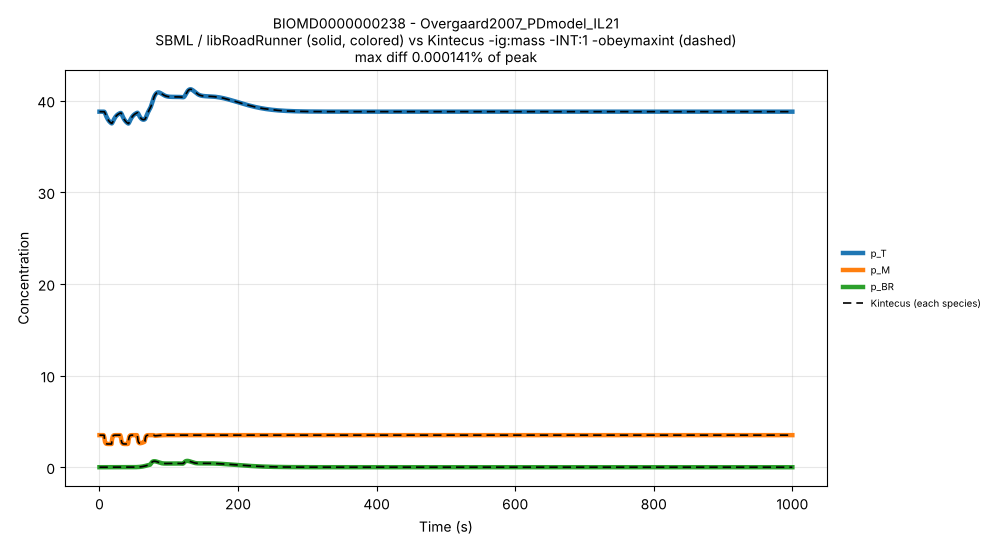 BIOMD0000000238 - Overgaard2007_PDmodel_IL21
SBML / libRoadRunner (solid, colored) vs Kintecus -ig:mass -INT:1 -obeymaxint (dashed)
max diff 0.000141% of peak
Concentration
40
30
20
10
0
0 200 400 600 800 1000
Time (s)
p_T
p_M
p_BR
Kintecus (each species)